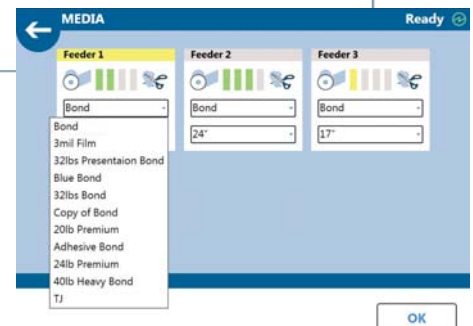 MEDIA
Ready
Feeder 1
Feeder 2
Feeder 3
Bond
Bond
Bond
24"
17"
Bond
3mil Film
32lbs Presentaion Bond
Blue Bond
32lbs Bond
Copy of Bond
20lb Premium
Adhesive Bond
24lb Premium
40lb Heavy Bond
TJ
OK